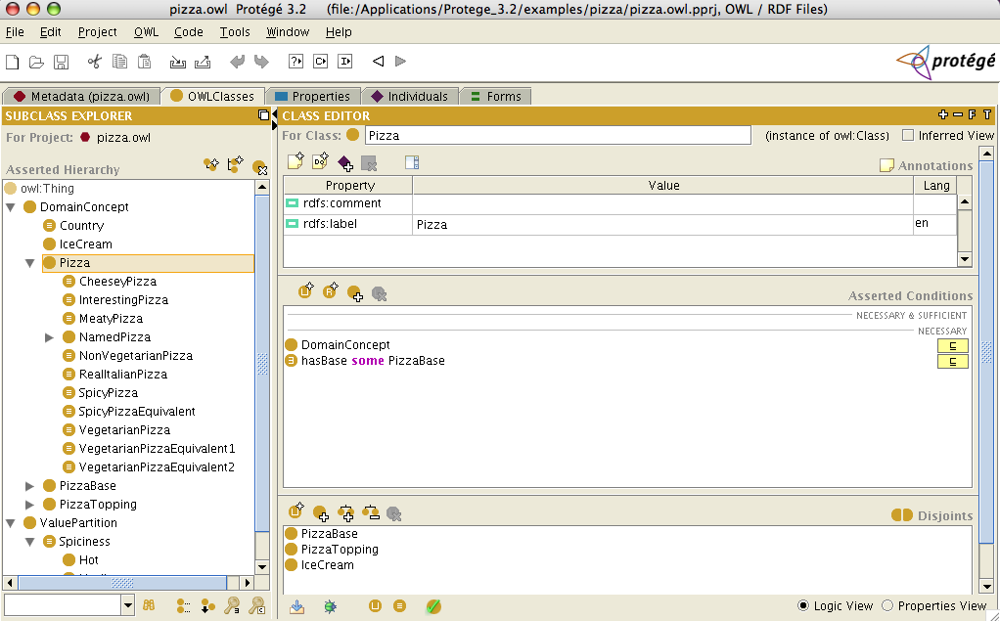 pizza.owl Protégé 3.2 (file:/Applications/Protege_3.2/examples/pizza/pizza.owl.pprj, OWL / RDF Files)
File Edit Project OWL Code Tools Window Help
protégé
Metadata (pizza.owl) OWLClasses Properties Individuals Forms
SUBCLASS EXPLORER
For Project: pizza.owl
Asserted Hierarchy
owl:Thing
DomainConcept
Country
IceCream
Pizza
CheeseyPizza
InterestingPizza
MeatyPizza
NamedPizza
NonVegetarianPizza
RealItalianPizza
SpicyPizza
SpicyPizzaEquivalent
VegetarianPizza
VegetarianPizzaEquivalent1
VegetarianPizzaEquivalent2
PizzaBase
PizzaTopping
ValuePartition
Spiciness
Hot
CLASS EDITOR
F T
For Class: Pizza (instance of owl:Class) Inferred View
Annotations
Property Value Lang
rdfs:comment
rdfs:label Pizza en
Asserted Conditions
NECESSARY & SUFFICIENT
NECESSARY
DomainConcept ⊑
hasBase some PizzaBase ⊑
Disjoints
PizzaBase
PizzaTopping
IceCream
Logic View Properties View